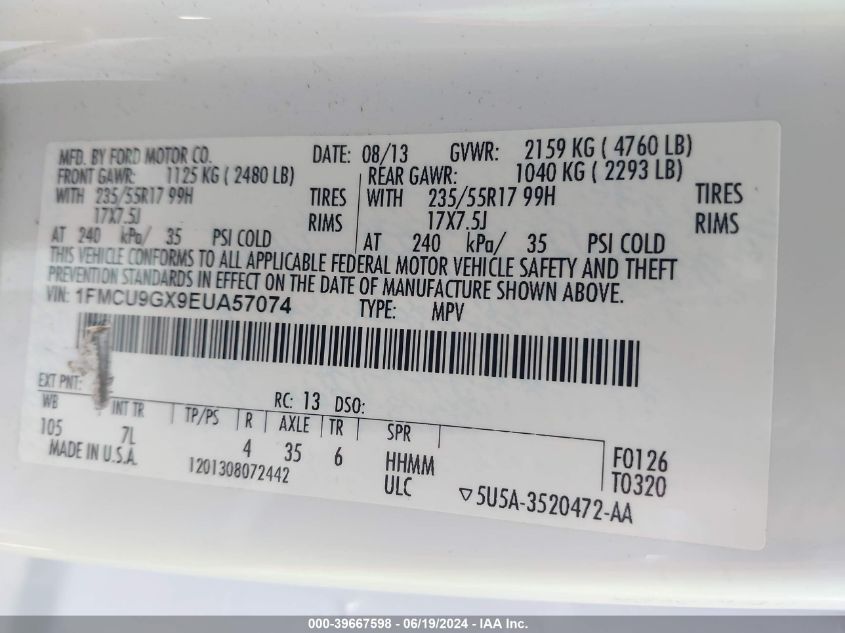 MFD. BY FORD MOTOR CO. DATE: 08/13 GVWR: 2159 KG ( 4760 LB)
FRONT GAWR: 1125 KG ( 2480 LB) REAR GAWR: 1040 KG ( 2293 LB)
WITH 235/55R17 99H TIRES WITH 235/55R17 99H TIRES
17X7.5J RIMS 17X7.5J RIMS
AT 240 kPa/ 35 PSI COLD AT 240 kPa/ 35 PSI COLD
THIS VEHICLE CONFORMS TO ALL APPLICABLE FEDERAL MOTOR VEHICLE SAFETY AND THEFT
PREVENTION STANDARDS IN EFFECT ON THE DATE OF MANUFACTURE SHOWN ABOVE.
VIN: 1FMCU9GX9EUA57074 TYPE: MPV
EXT PNT: RC: 13 DSO:
WB INT TR TP/PS R AXLE TR SPR
105 7L 4 35 6 HHMM F0126
MADE IN U.S.A. 1201308072442 ULC T0320
▽5U5A-3520472-AA
000-39667598 - 06/19/2024 - IAA Inc.